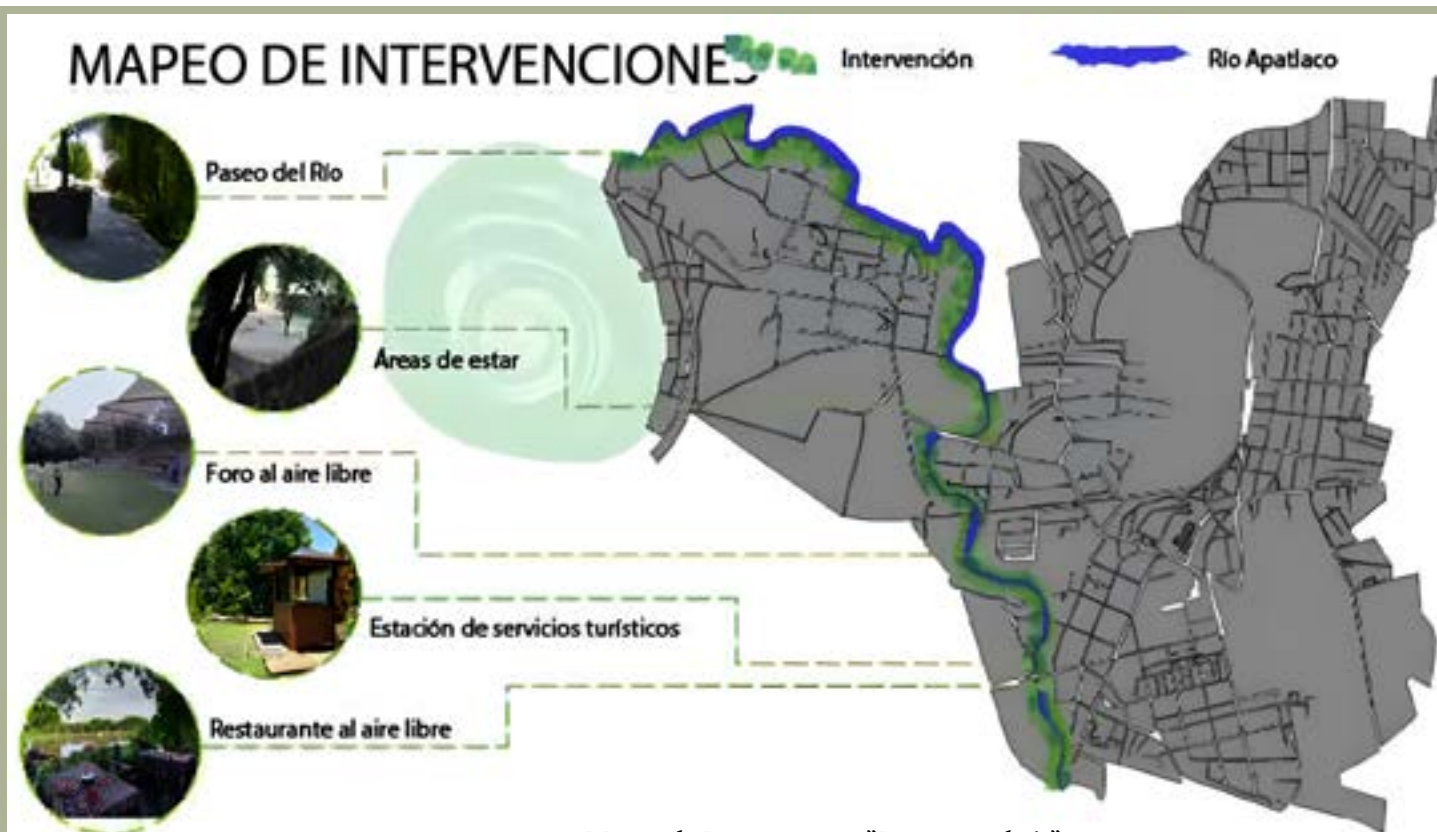 MAPEO DE INTERVENCIONES
Intervención
Río Apatlaco
Paseo del Río
Áreas de estar
Foro al aire libre
Estación de servicios turísticos
Restaurante al aire libre